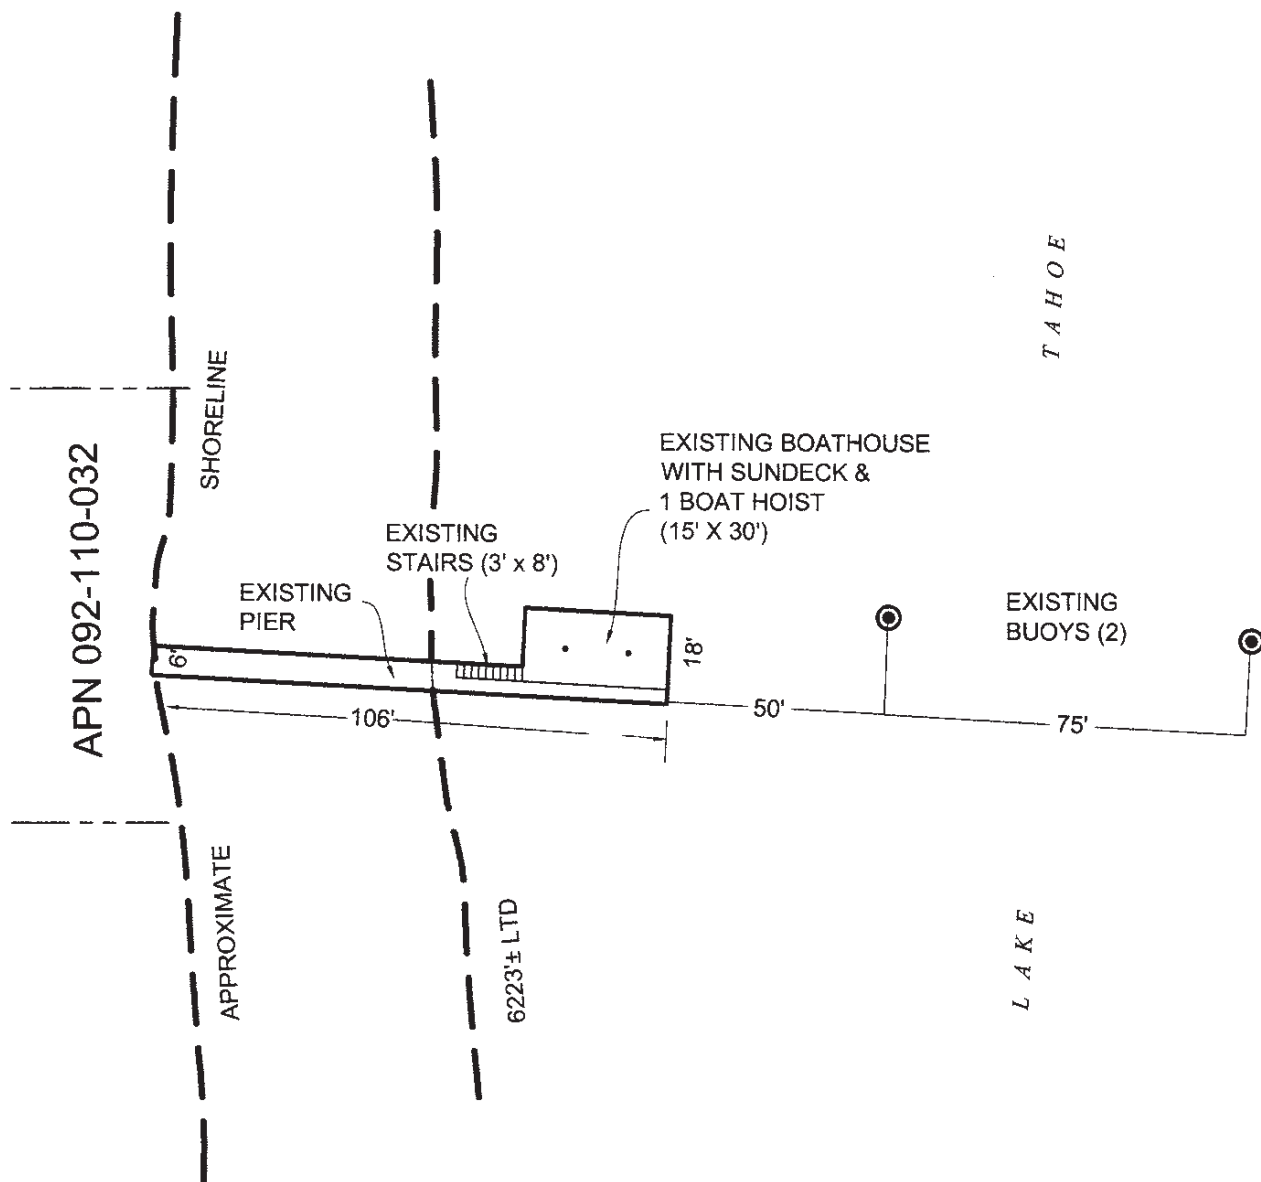 APN 092-110-032
SHORELINE
APPROXIMATE
6223'± LTD
EXISTING
PIER
6'
106'
EXISTING
STAIRS (3' x 8')
EXISTING BOATHOUSE
WITH SUNDECK &
1 BOAT HOIST
(15' X 30')
18'
50'
75'
EXISTING
BUOYS (2)
LAKE
TAHOE